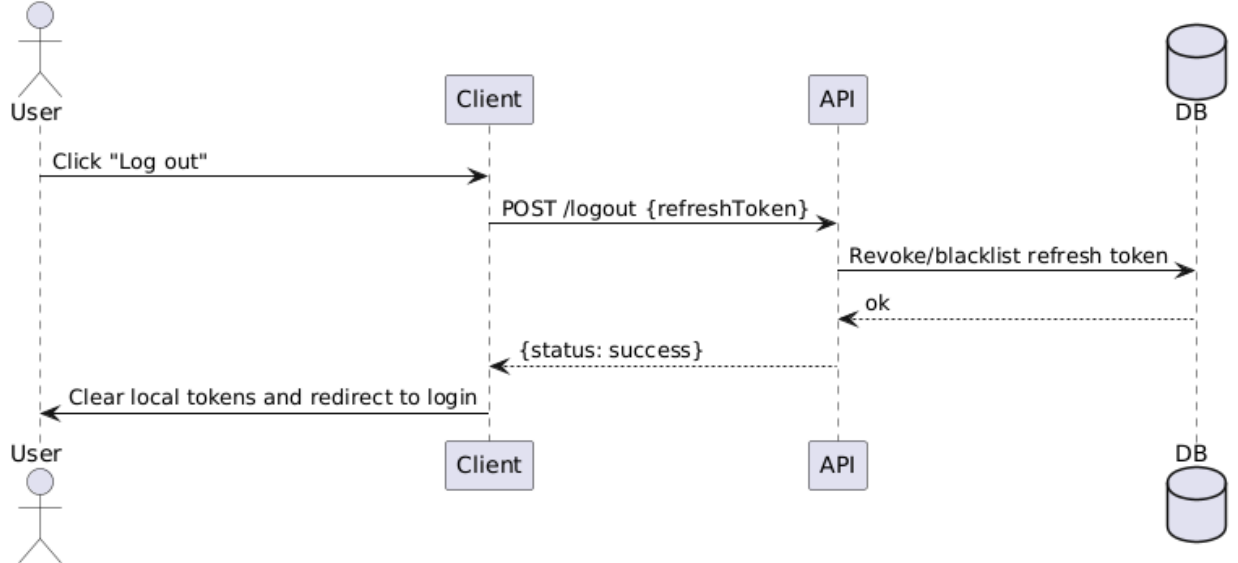 User
Client
API
DB
Click "Log out"
POST /logout {refreshToken}
Revoke/blacklist refresh token
ok
{status: success}
Clear local tokens and redirect to login
User
Client
API
DB